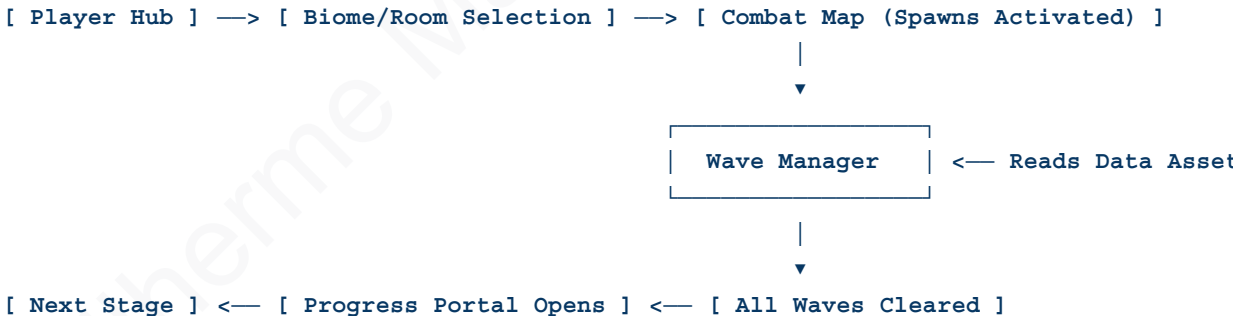 [ Player Hub ] ──> [ Biome/Room Selection ] ──> [ Combat Map (Spawns Activated) ]
│
▼
│ Wave Manager │ <── Reads Data Asset
│
▼
[ Next Stage ] <── [ Progress Portal Opens ] <── [ All Waves Cleared ]